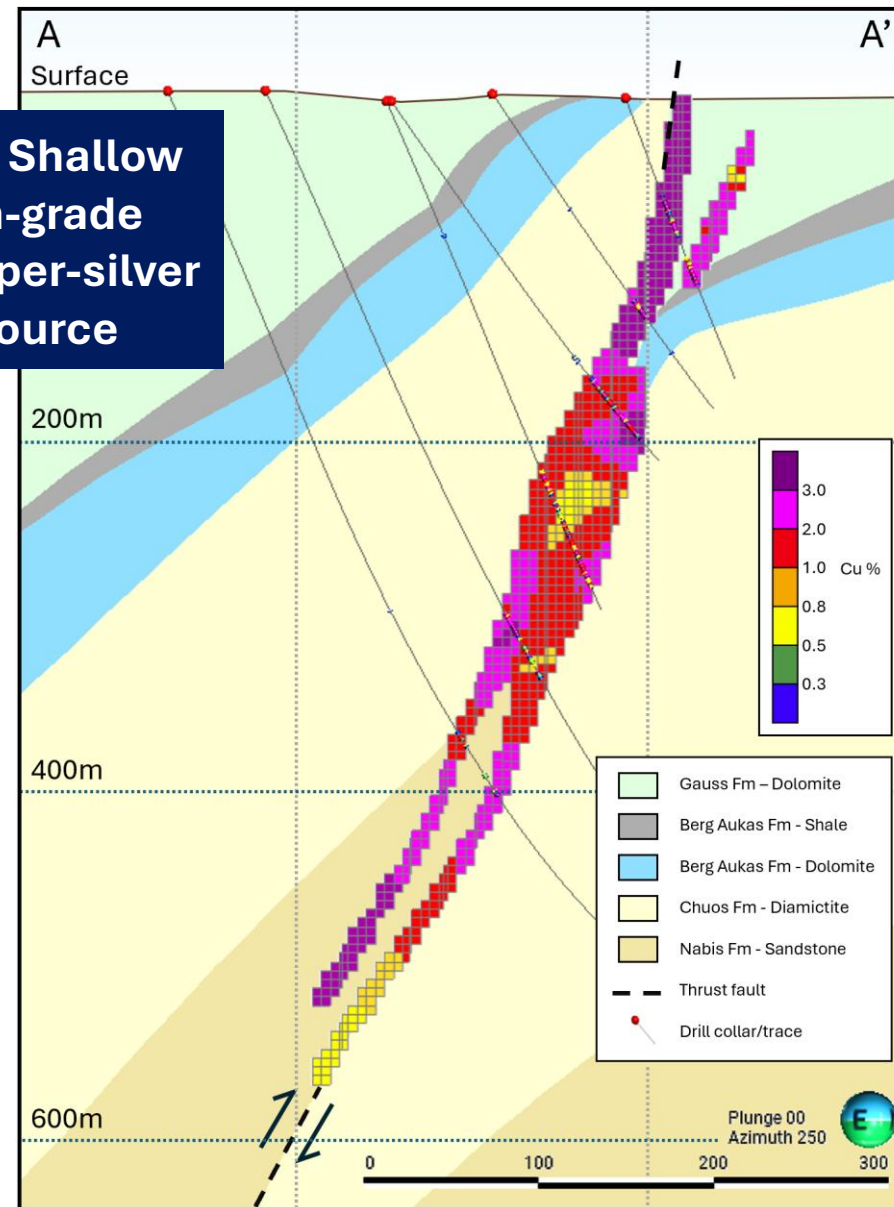 A
A'
Surface
Shallow
-grade
per-silver
ource
200m
3.0
2.0
1.0
Cu %
0.8
0.5
0.3
400m
Gauss Fm – Dolomite
Berg Aukas Fm - Shale
Berg Aukas Fm - Dolomite
Chuos Fm - Diamictite
Nabis Fm - Sandstone
Thrust fault
Drill collar/trace
600m
Plunge 00
Azimuth 250
E
0 100 200 300